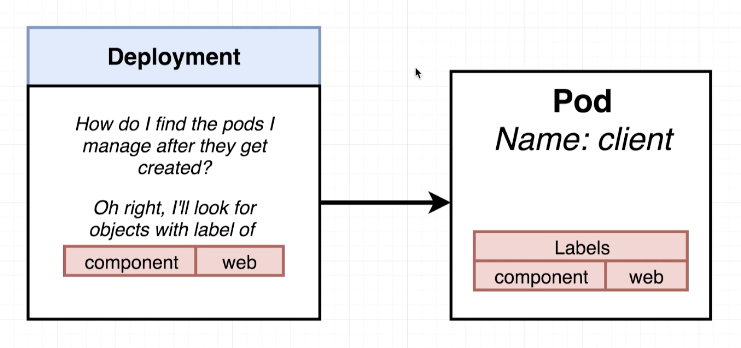 Deployment
How do I find the pods I
manage after they get
created?
Oh right, I'll look for
objects with label of
component web
Pod
Name: client
Labels
component web